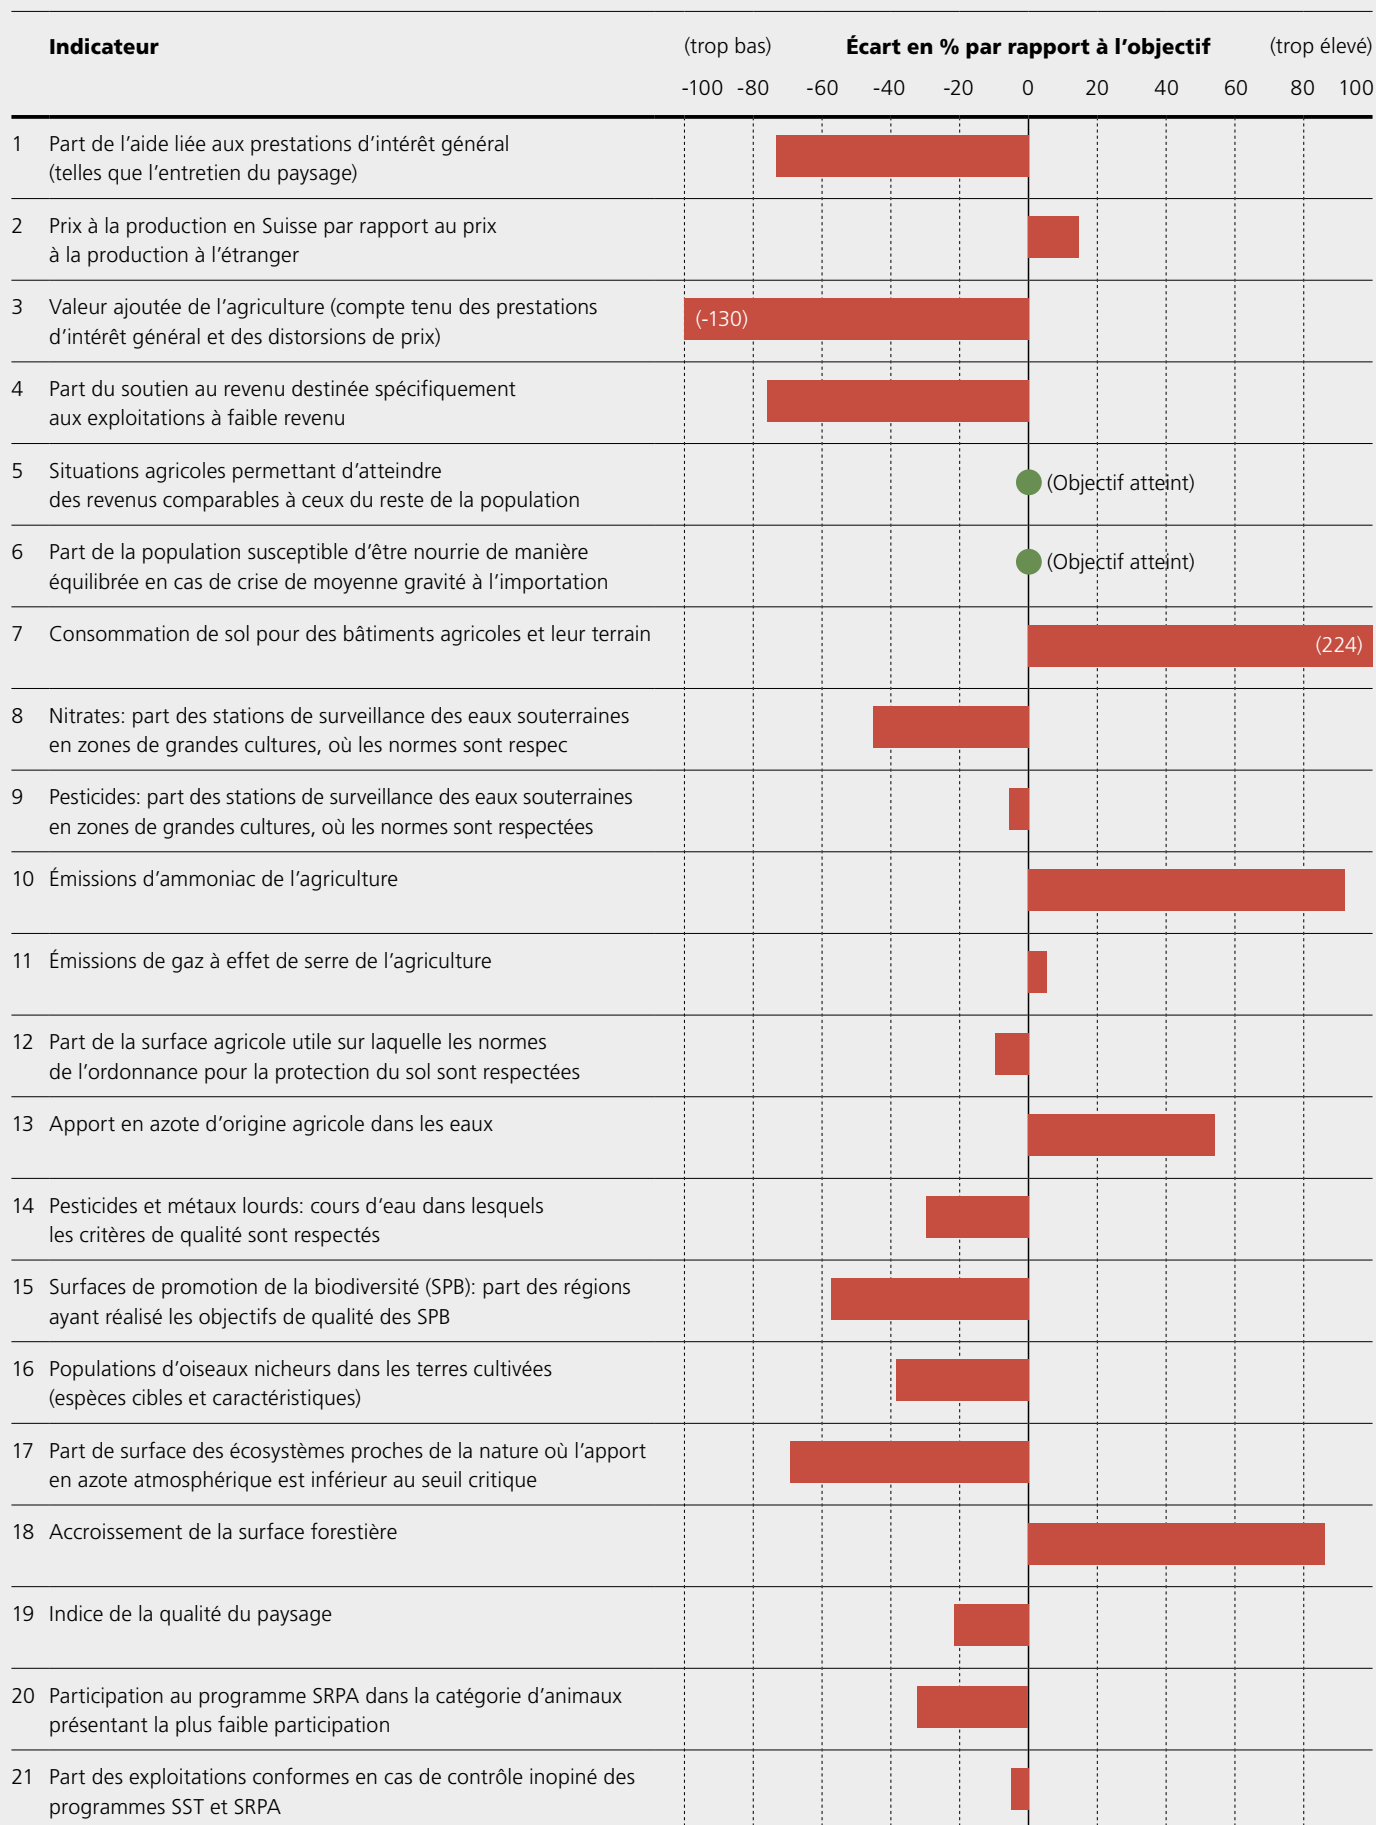 Indicateur (trop bas) Écart en % par rapport à l’objectif (trop élevé)
-100 -80 -60 -40 -20 0 20 40 60 80 100
1 Part de l’aide liée aux prestations d’intérêt général
(telles que l’entretien du paysage)
2 Prix à la production en Suisse par rapport au prix
à la production à l’étranger
3 Valeur ajoutée de l’agriculture (compte tenu des prestations
d’intérêt général et des distorsions de prix)
(-130)
4 Part du soutien au revenu destinée spécifiquement
aux exploitations à faible revenu
5 Situations agricoles permettant d’atteindre
des revenus comparables à ceux du reste de la population
(Objectif atteint)
6 Part de la population susceptible d’être nourrie de manière
équilibrée en cas de crise de moyenne gravité à l’importation
(Objectif atteint)
7 Consommation de sol pour des bâtiments agricoles et leur terrain
(224)
8 Nitrates: part des stations de surveillance des eaux souterraines
en zones de grandes cultures, où les normes sont respec
9 Pesticides: part des stations de surveillance des eaux souterraines
en zones de grandes cultures, où les normes sont respectées
10 Émissions d’ammoniac de l’agriculture
11 Émissions de gaz à effet de serre de l’agriculture
12 Part de la surface agricole utile sur laquelle les normes
de l’ordonnance pour la protection du sol sont respectées
13 Apport en azote d’origine agricole dans les eaux
14 Pesticides et métaux lourds: cours d‘eau dans lesquels
les critères de qualité sont respectés
15 Surfaces de promotion de la biodiversité (SPB): part des régions
ayant réalisé les objectifs de qualité des SPB
16 Populations d’oiseaux nicheurs dans les terres cultivées
(espèces cibles et caractéristiques)
17 Part de surface des écosystèmes proches de la nature où l’apport
en azote atmosphérique est inférieur au seuil critique
18 Accroissement de la surface forestière
19 Indice de la qualité du paysage
20 Participation au programme SRPA dans la catégorie d’animaux
présentant la plus faible participation
21 Part des exploitations conformes en cas de contrôle inopiné des
programmes SST et SRPA